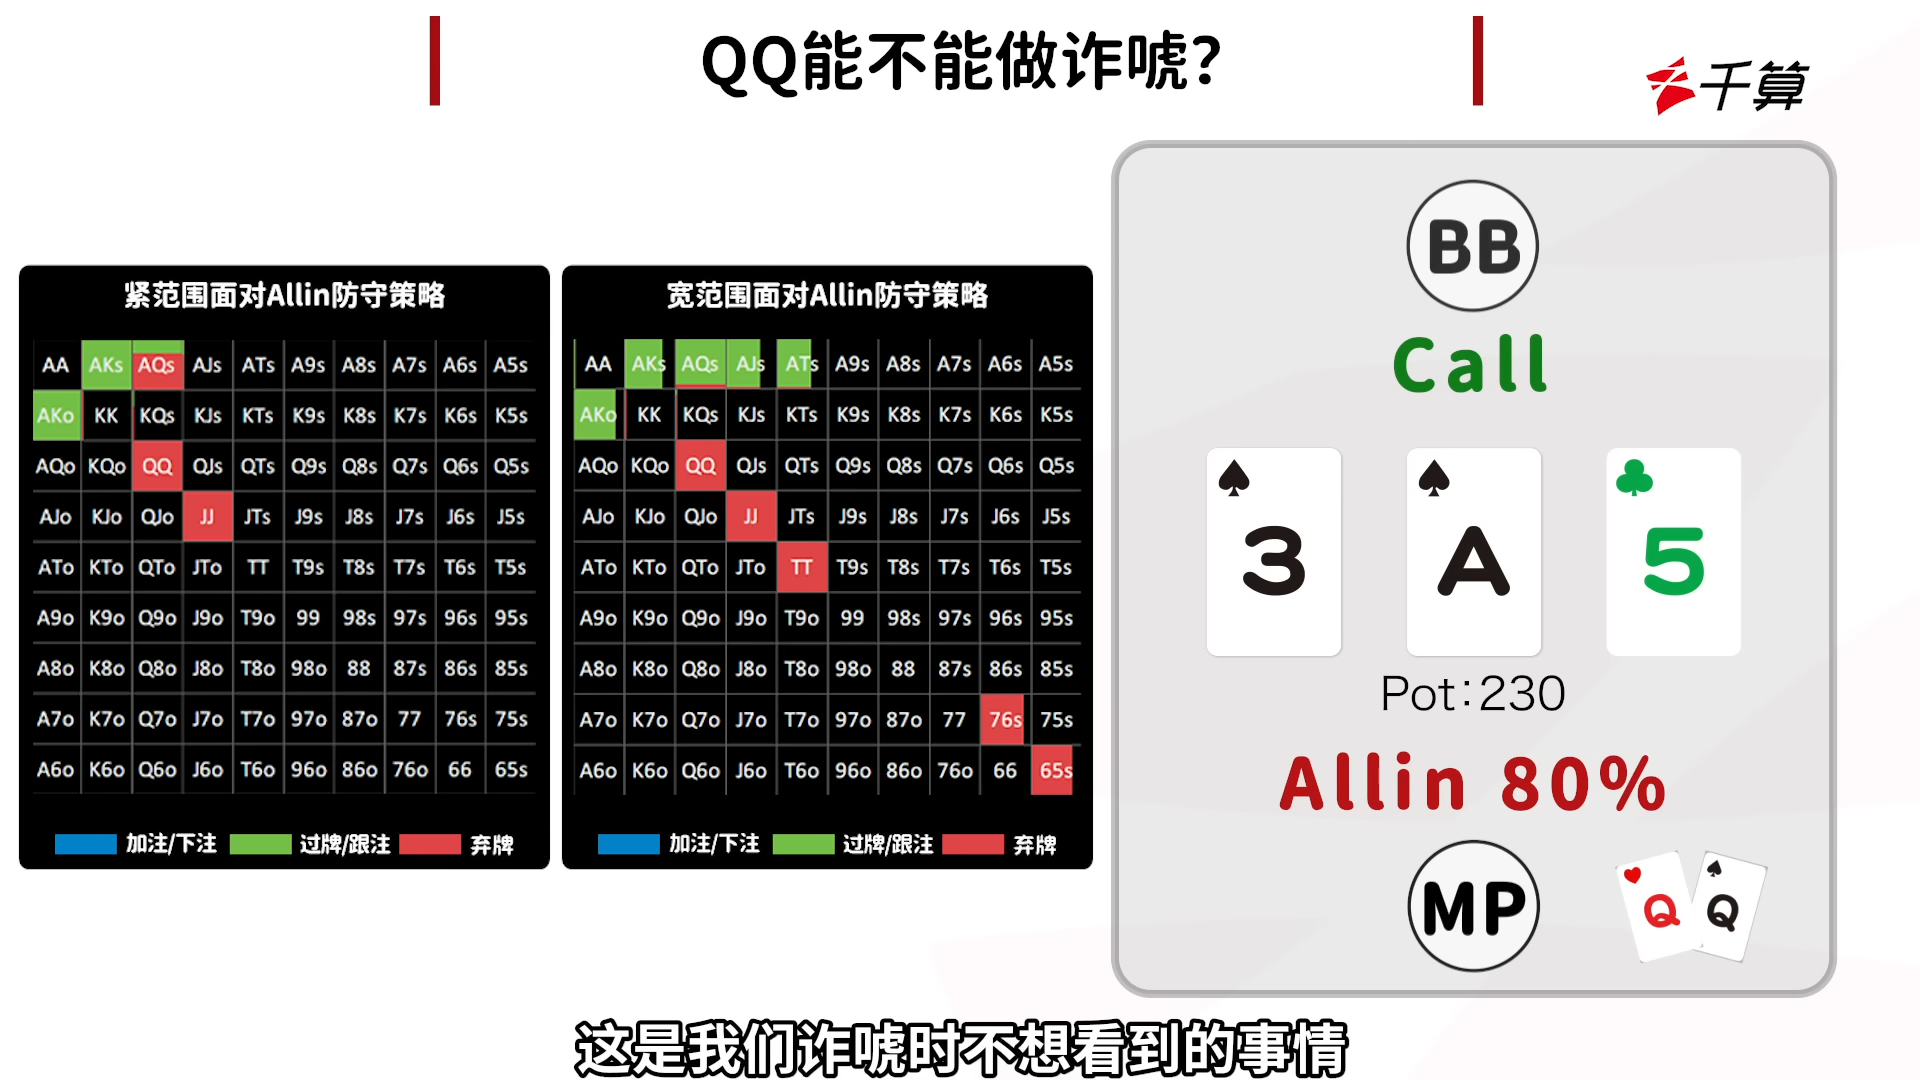 QQ能不能做诈唬?
千算
紧范围面对Allin防守策略
AA AKs AQs AJs ATs A9s A8s A7s A6s A5s
AKo KK KQs KJs KTs K9s K8s K7s K6s K5s
AQo KQo QQ QJs QTs Q9s Q8s Q7s Q6s Q5s
AJo KJo QJo JJ JTs J9s J8s J7s J6s J5s
ATo KTo QTo JTo TT T9s T8s T7s T6s T5s
A9o K9o Q9o J9o T9o 99 98s 97s 96s 95s
A8o K8o Q8o J8o T8o 98o 88 87s 86s 85s
A7o K7o Q7o J7o T7o 97o 87o 77 76s 75s
A6o K6o Q6o J6o T6o 96o 86o 76o 66 65s
加注/下注 过牌/跟注 弃牌
宽范围面对Allin防守策略
AA AKs AQs AJs ATs A9s A8s A7s A6s A5s
AKo KK KQs KJs KTs K9s K8s K7s K6s K5s
AQo KQo QQ QJs QTs Q9s Q8s Q7s Q6s Q5s
AJo KJo QJo JJ JTs J9s J8s J7s J6s J5s
ATo KTo QTo JTo TT T9s T8s T7s T6s T5s
A9o K9o Q9o J9o T9o 99 98s 97s 96s 95s
A8o K8o Q8o J8o T8o 98o 88 87s 86s 85s
A7o K7o Q7o J7o T7o 97o 87o 77 76s 75s
A6o K6o Q6o J6o T6o 96o 86o 76o 66 65s
加注/下注 过牌/跟注 弃牌
BB
Call
3 A 5
Pot:230
Allin 80%
MP
Q Q
这是我们诈唬时不想看到的事情